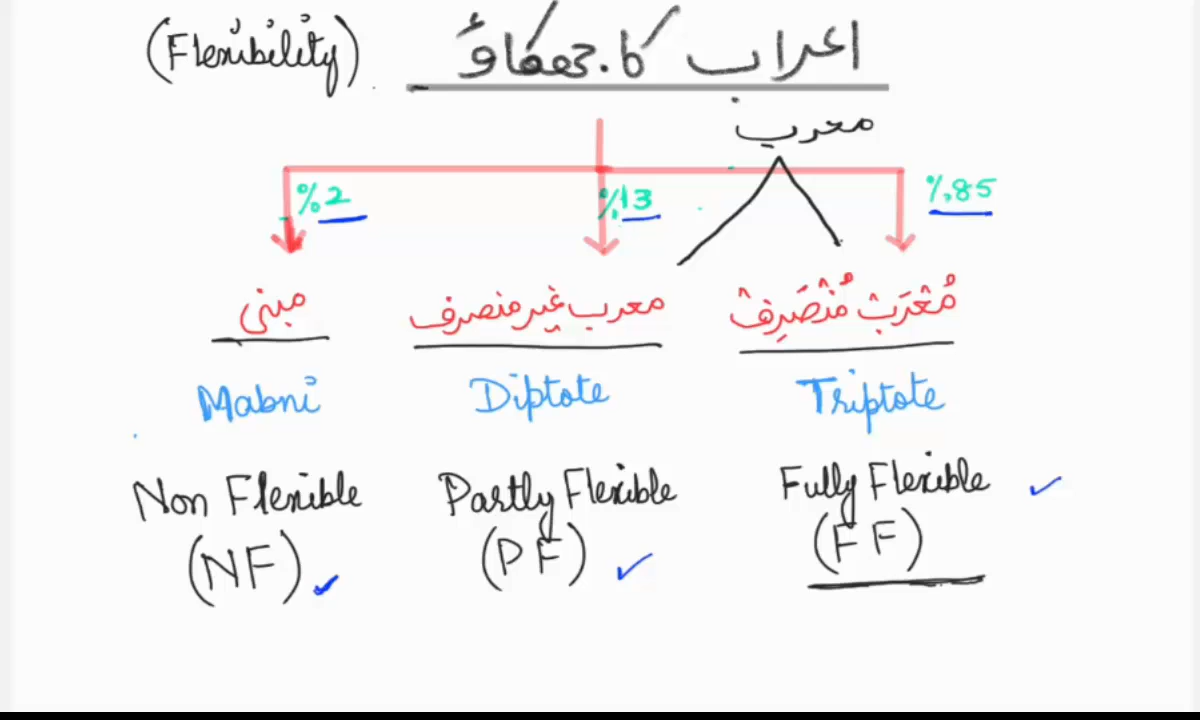 (Flexibility) اعراب کا جھکاؤ
معرب
%2 %13 %85
مبنی معرب غیر منصرف مُعْرَبْ مُنْصَرِفْ
Mabni Diptote Triptote
Non Flexible Partly Flexible Fully Flexible
(NF) (PF) (FF)